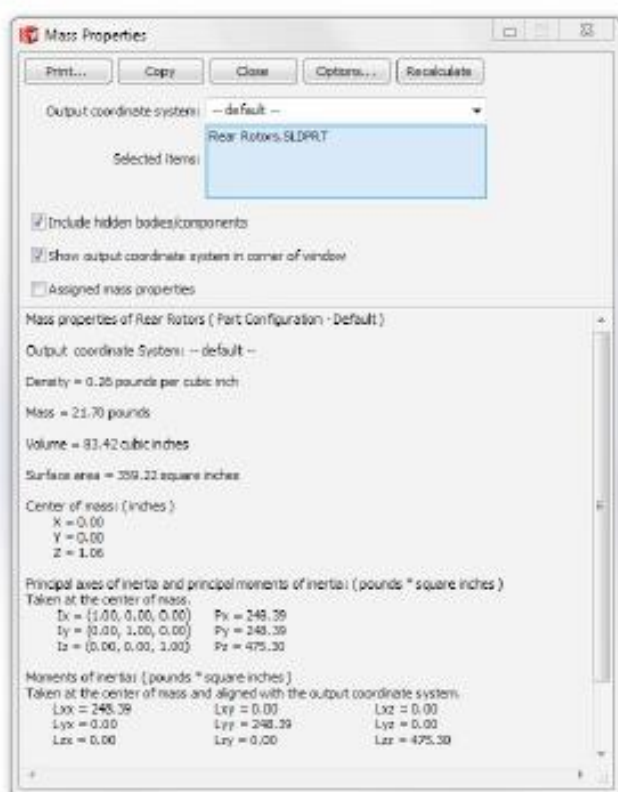 Mass Properties
Print... Copy Close Options... Recalculate
Output coordinate system: -- default --
Rear Rotors.SLDPRT
Selected Items:
Include hidden bodies/components
Show output coordinate system in corner of window
Assigned mass properties
Mass properties of Rear Rotors ( Part Configuration - Default )
Output coordinate System: -- default --
Density = 0.26 pounds per cubic inch
Mass = 21.70 pounds
Volume = 83.42 cubic inches
Surface area = 359.22 square inches
Center of mass: ( inches )
X = 0.00
Y = 0.00
Z = 1.06
Principal axes of inertia and principal moments of inertia: ( pounds * square inches )
Taken at the center of mass.
Ix = (1.00, 0.00, 0.00) Px = 248.39
Iy = (0.00, 1.00, 0.00) Py = 248.39
Iz = (0.00, 0.00, 1.00) Pz = 475.30
Moments of inertia: ( pounds * square inches )
Taken at the center of mass and aligned with the output coordinate system.
Lxx = 248.39 Lxy = 0.00 Lxz = 0.00
Lyx = 0.00 Lyy = 248.39 Lyz = 0.00
Lzx = 0.00 Lzy = 0.00 Lzz = 475.30